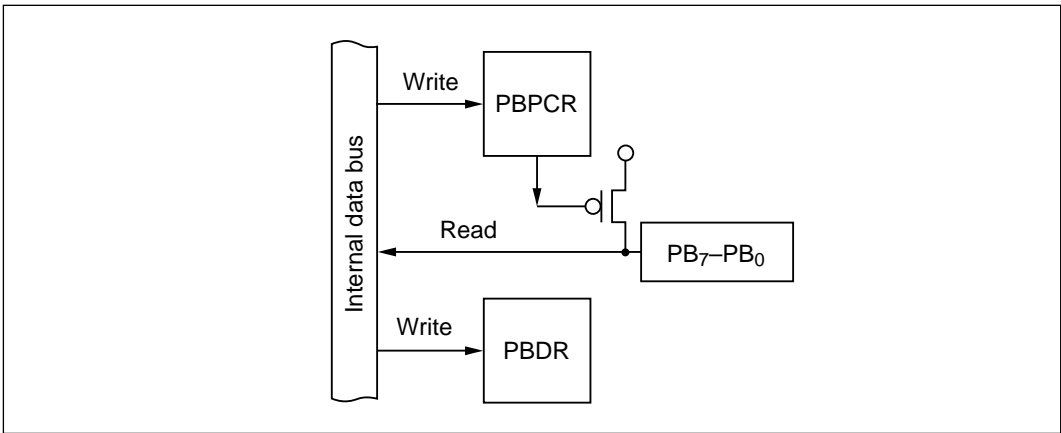 Write
PBPCR
Internal data bus
Read
PB₇–PB₀
Write
PBDR